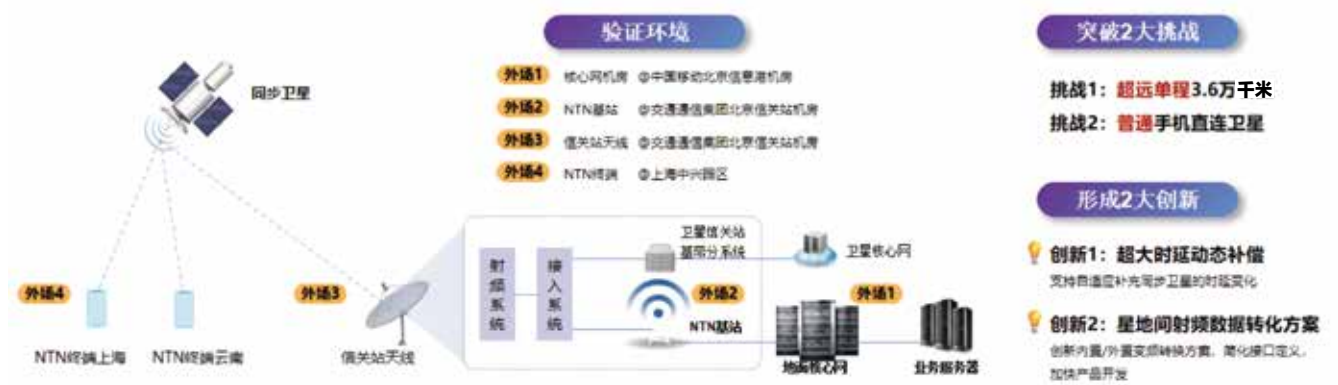 验证环境
外场1 核心网机房 @中国移动北京信息港机房
外场2 NTN基站 @交通通信集团北京信关站机房
外场3 信关站天线 @交通通信集团北京信关站机房
外场4 NTN终端 @上海中兴园区
突破2大挑战
挑战1：超远单程3.6万千米
挑战2：普通手机直连卫星
形成2大创新
创新1：超大时延动态补偿
支持自适应补充同步卫星的时延变化
创新2：星地间射频数据转化方案
创新内置/外置变频转换方案，简化接口定义，
加快产品开发
同步卫星
外场4
NTN终端上海
NTN终端云南
外场3
信关站天线
射频系统
接入系统
卫星信关站
基带分系统
卫星核心网
外场2
NTN基站
外场1
地面核心网
业务服务器